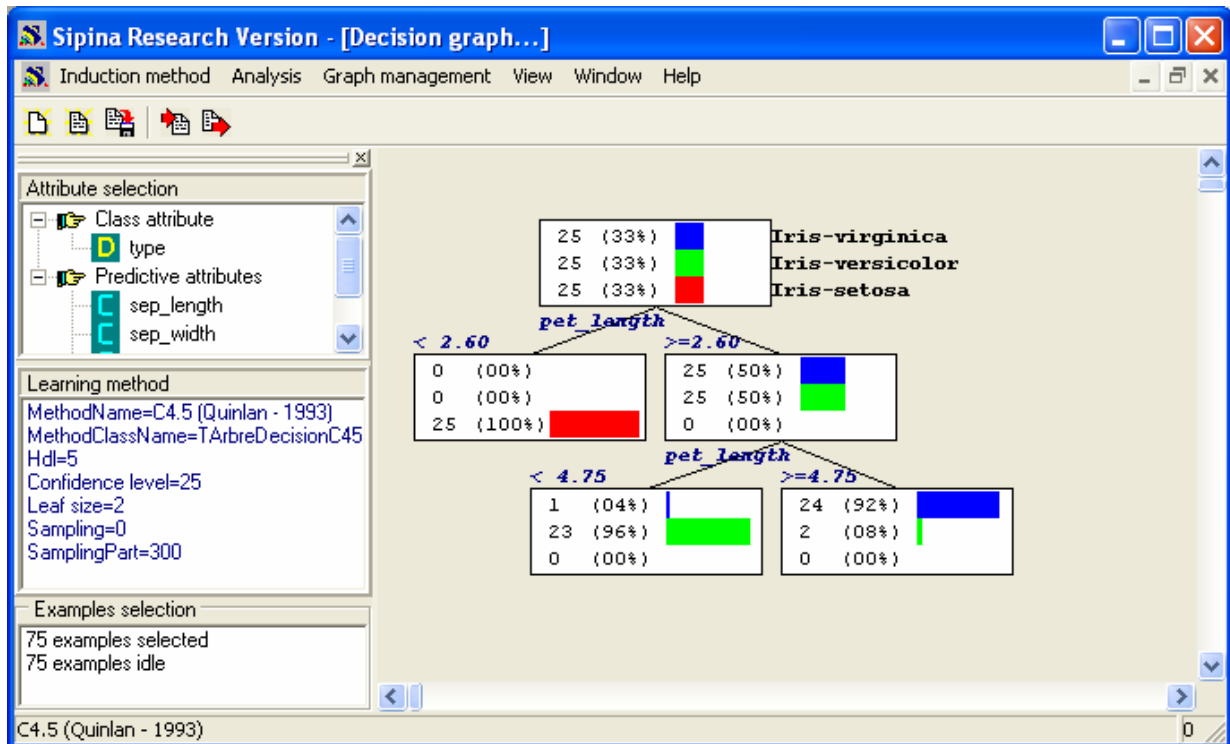 Sipina Research Version - [Decision graph...]
Induction method Analysis Graph management View Window Help
Attribute selection
Class attribute
type
Predictive attributes
sep_length
sep_width
Learning method
MethodName=C4.5 (Quinlan - 1993)
MethodClassName=TArbreDecisionC45
Hdl=5
Confidence level=25
Leaf size=2
Sampling=0
SamplingPart=300
Examples selection
75 examples selected
75 examples idle
25 (33%) Iris-virginica
25 (33%) Iris-versicolor
25 (33%) Iris-setosa
pet_length
< 2.60 >=2.60
0 (00%) 25 (50%)
0 (00%) 25 (50%)
25 (100%) 0 (00%)
pet_length
< 4.75 >=4.75
1 (04%) 24 (92%)
23 (96%) 2 (08%)
0 (00%) 0 (00%)
C4.5 (Quinlan - 1993) 0